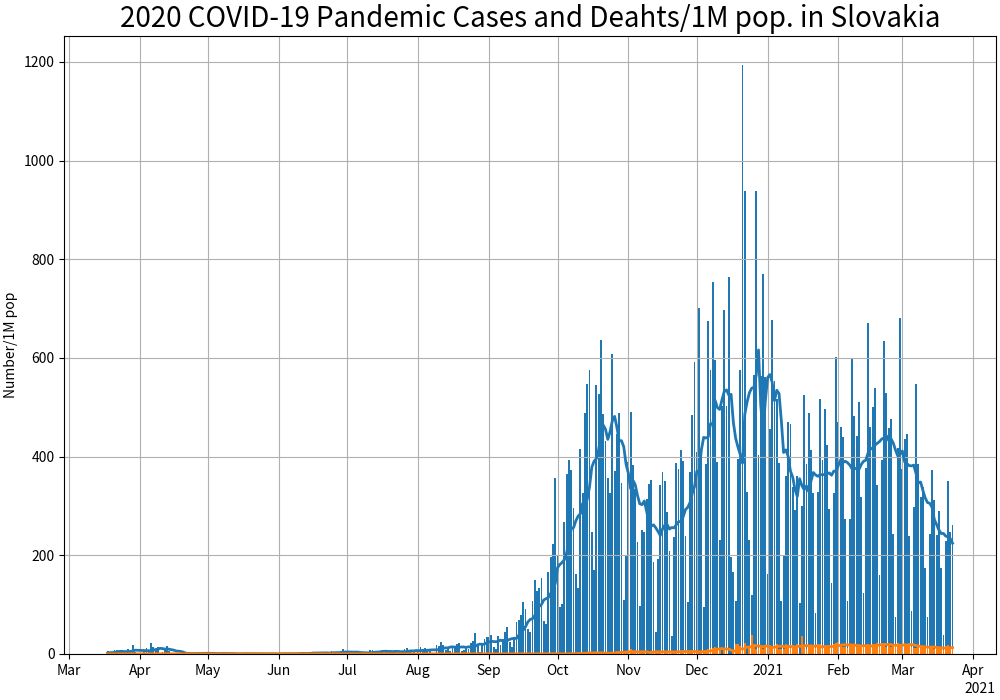 2020 COVID-19 Pandemic Cases and Deahts/1M pop. in Slovakia
Number/1M pop
1200
1000
800
600
400
200
0
Mar Apr May Jun Jul Aug Sep Oct Nov Dec 2021 Feb Mar Apr
2021